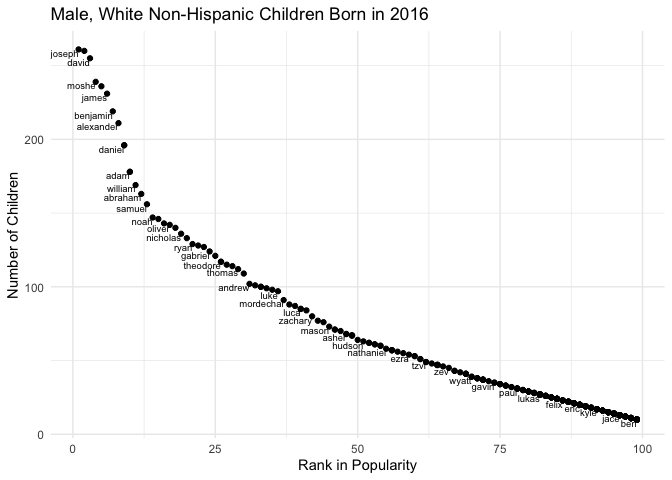 Male, White Non-Hispanic Children Born in 2016
joseph
david
moshe
james
benjamin
alexander
200
daniel
adam
william
abraham
samuel
noah
oliver
nicholas
ryan
gabriel
theodore
thomas
andrew
100
luke
mordechai
luca
zachary
mason
asher
hudson
nathaniel
ezra
tzvi
zev
wyatt
gavin
paul
lukas
felix
eric
kyle
jace
ben
0
Number of Children
0 25 50 75 100
Rank in Popularity